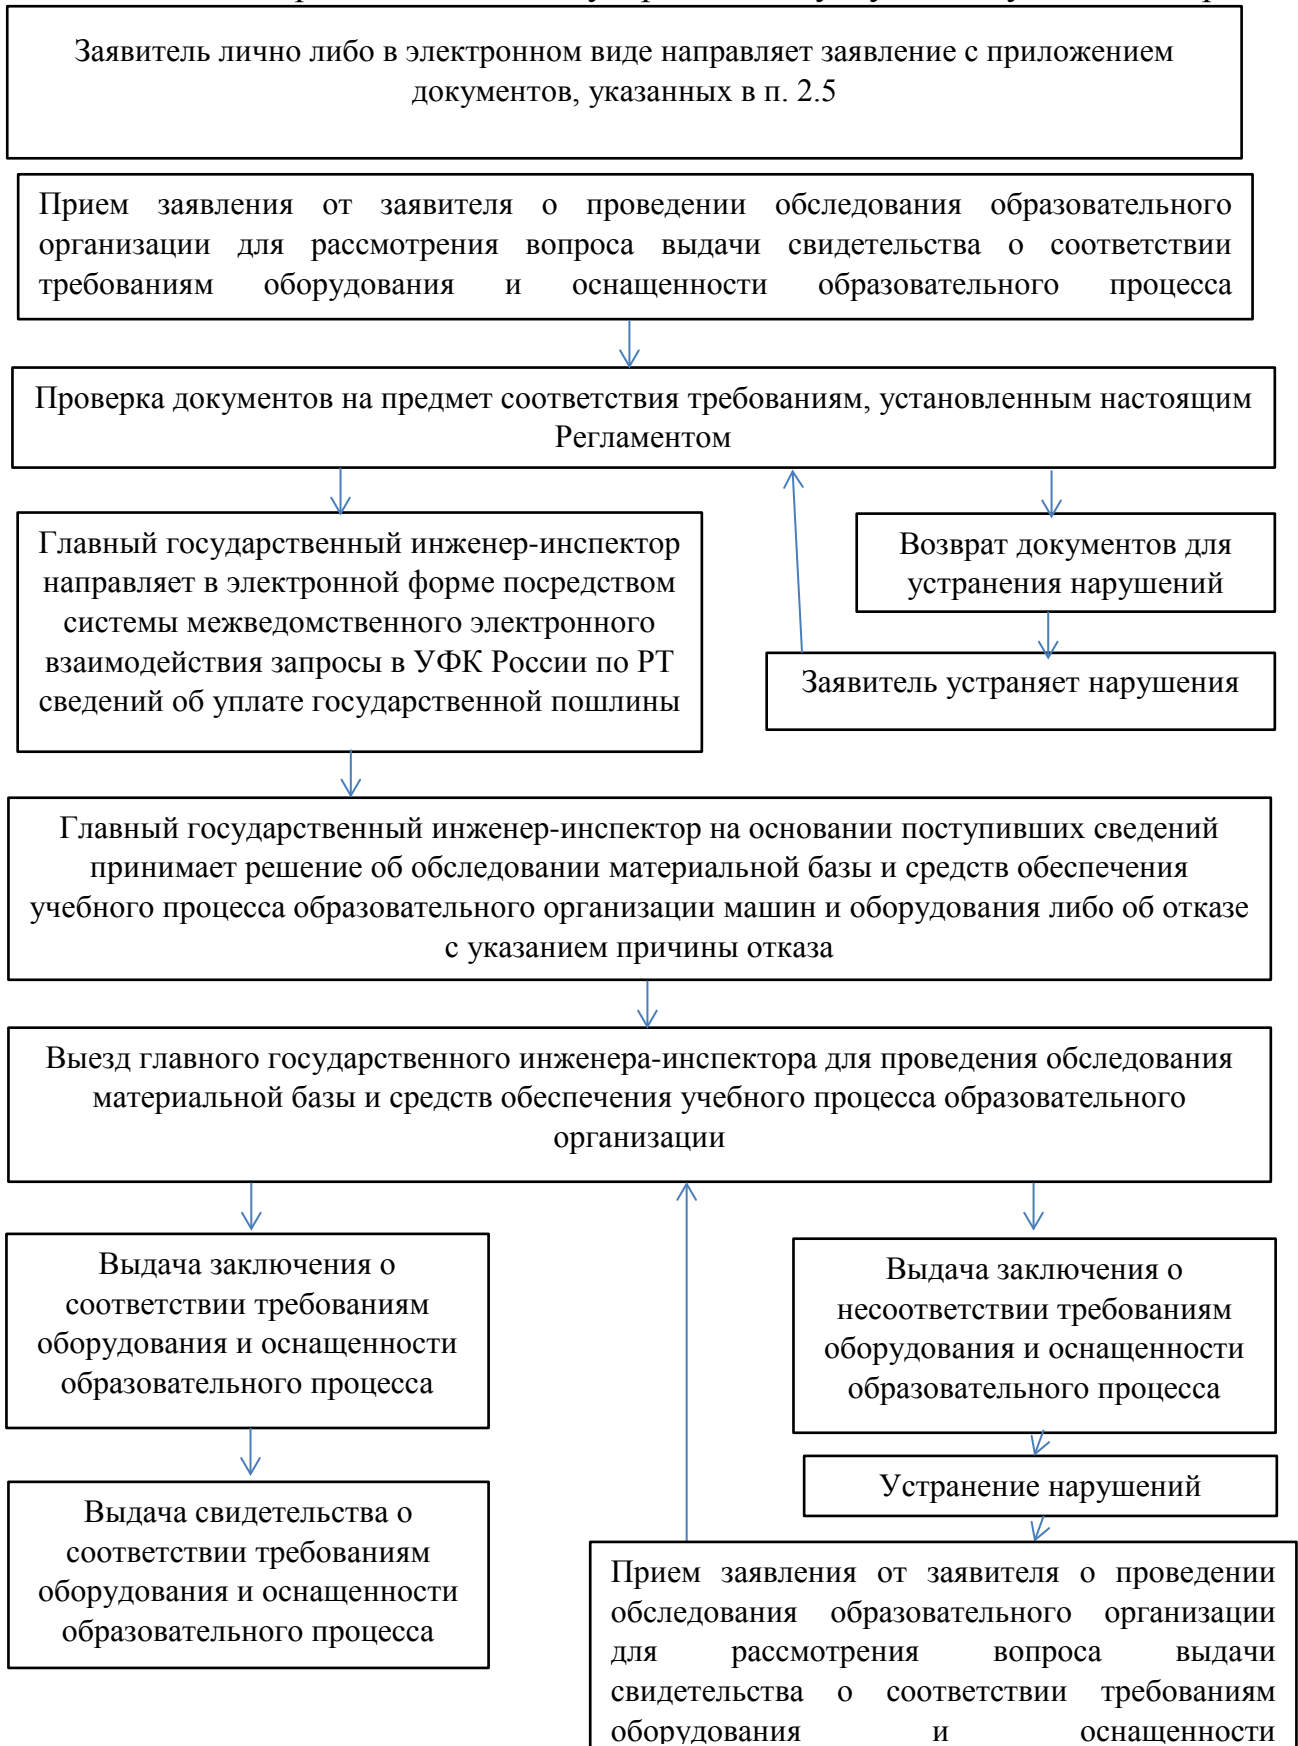 Заявитель лично либо в электронном виде направляет заявление с приложением
документов, указанных в п. 2.5
Прием заявления от заявителя о проведении обследования образовательного
организации для рассмотрения вопроса выдачи свидетельства о соответствии
требованиям оборудования и оснащенности образовательного процесса
Проверка документов на предмет соответствия требованиям, установленным настоящим
Регламентом
Главный государственный инженер-инспектор
направляет в электронной форме посредством
системы межведомственного электронного
взаимодействия запросы в УФК России по РТ
сведений об уплате государственной пошлины
Возврат документов для
устранения нарушений
Заявитель устраняет нарушения
Главный государственный инженер-инспектор на основании поступивших сведений
принимает решение об обследовании материальной базы и средств обеспечения
учебного процесса образовательного организации машин и оборудования либо об отказе
с указанием причины отказа
Выезд главного государственного инженера-инспектора для проведения обследования
материальной базы и средств обеспечения учебного процесса образовательного
организации
Выдача заключения о
соответствии требованиям
оборудования и оснащенности
образовательного процесса
Выдача свидетельства о
соответствии требованиям
оборудования и оснащенности
образовательного процесса
Выдача заключения о
несоответствии требованиям
оборудования и оснащенности
образовательного процесса
Устранение нарушений
Прием заявления от заявителя о проведении
обследования образовательного организации
для рассмотрения вопроса выдачи
свидетельства о соответствии требованиям
оборудования и оснащенности